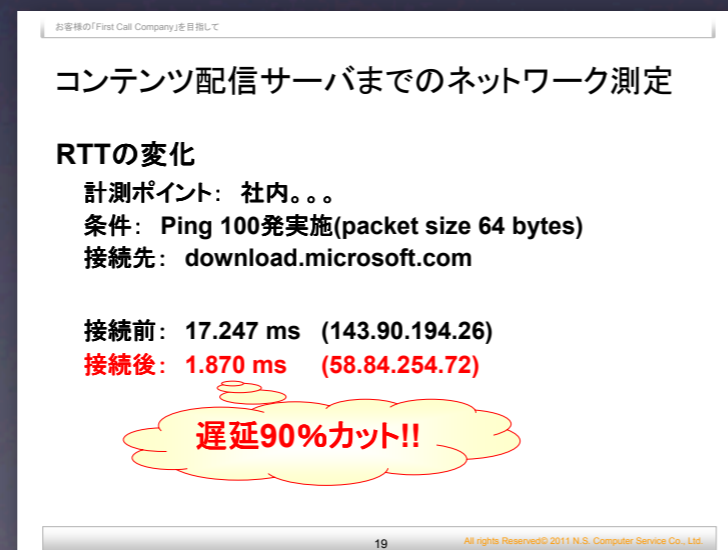 お客様の「First Call Company」を目指して
コンテンツ配信サーバまでのネットワーク測定
RTTの変化
計測ポイント： 社内。。。
条件： Ping 100発実施(packet size 64 bytes)
接続先： download.microsoft.com
接続前： 17.247 ms (143.90.194.26)
接続後： 1.870 ms (58.84.254.72)
遅延90%カット!!
19
All rights Reserved© 2011 N.S. Computer Service Co., Ltd.